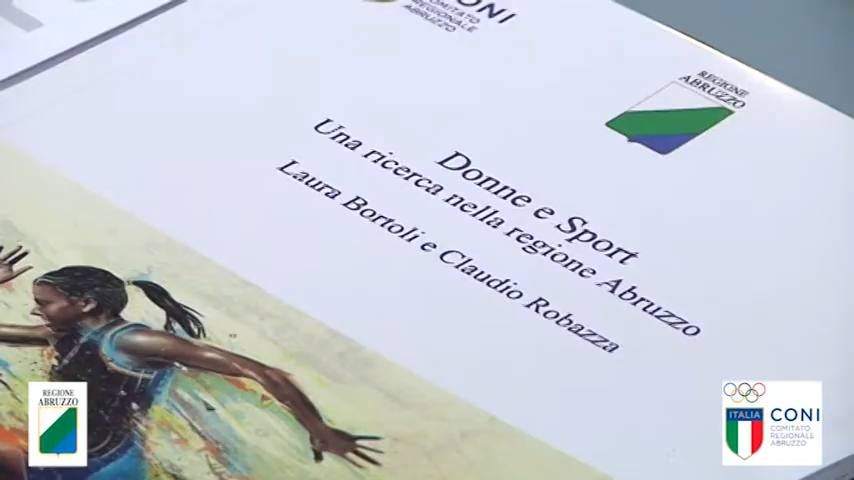 CONI
COMITATO
REGIONALE
ABRUZZO
REGIONE
ABRUZZO
Donne e Sport
Una ricerca nella regione Abruzzo
Laura Bortoli e Claudio Robazza
REGIONE
ABRUZZO
ITALIA
CONI
COMITATO
REGIONALE
ABRUZZO